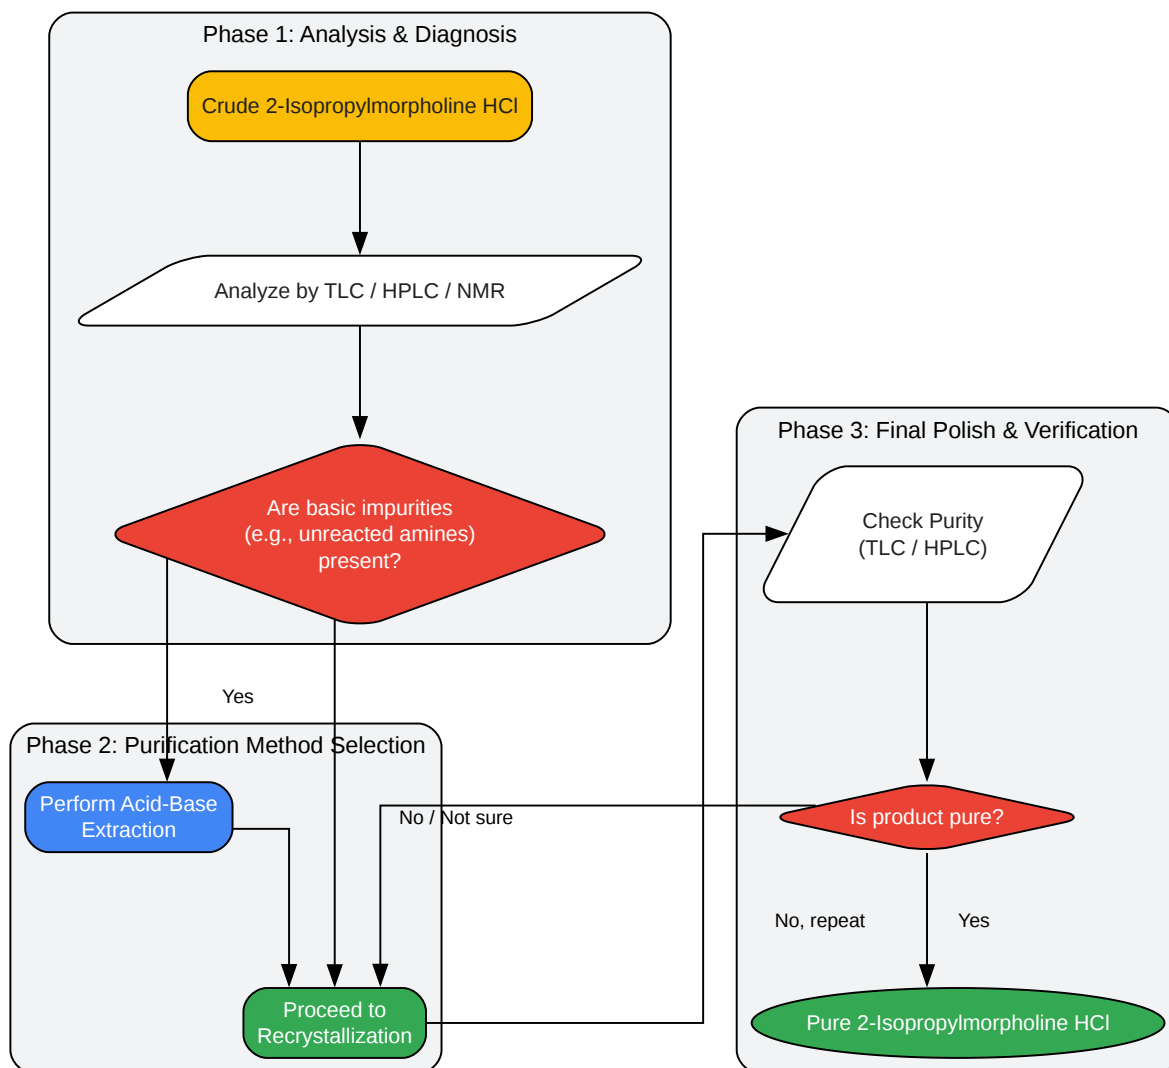 Phase 1: Analysis & Diagnosis
Crude 2-Isopropylmorpholine HCl
Analyze by TLC / HPLC / NMR
Are basic impurities
(e.g., unreacted amines)
present?
Yes
Phase 2: Purification Method Selection
Perform Acid-Base
Extraction
No / Not sure
Proceed to
Recrystallization
Phase 3: Final Polish & Verification
Check Purity
(TLC / HPLC)
Is product pure?
No, repeat
Yes
Pure 2-Isopropylmorpholine HCl